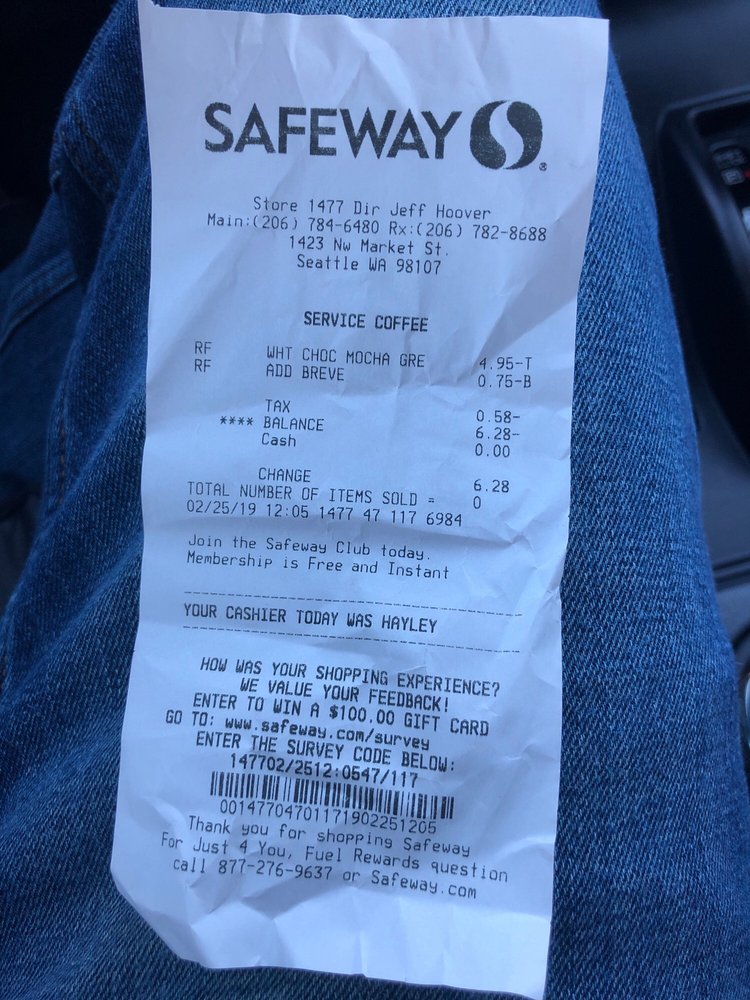 SAFEWAY
Store 1477 Dir Jeff Hoover
Main:(206) 784-6480 Rx:(206) 782-8688
1423 Nw Market St.
Seattle WA 98107
SERVICE COFFEE
RF WHT CHOC MOCHA GRE 4.95-T
RF ADD BREVE 0.75-B
TAX 0.58-
**** BALANCE 6.28-
Cash 0.00
CHANGE 6.28
TOTAL NUMBER OF ITEMS SOLD = 0
02/25/19 12:05 1477 47 117 6984
Join the Safeway Club today.
Membership is Free and Instant
YOUR CASHIER TODAY WAS HAYLEY
HOW WAS YOUR SHOPPING EXPERIENCE?
WE VALUE YOUR FEEDBACK!
ENTER TO WIN A $100.00 GIFT CARD
GO TO: www.safeway.com/survey
ENTER THE SURVEY CODE BELOW:
147702/2512:0547/117
00147704701171902251205
Thank you for shopping Safeway
For Just 4 You, Fuel Rewards question
call 877-276-9637 or Safeway.com